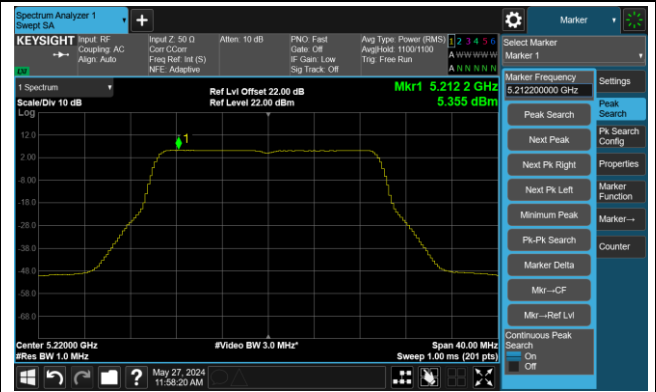 Spectrum Analyzer 1
Swept SA
+
Marker
KEYSIGHT
Input: RF
Coupling: AC
Align: Auto
Input Z: 50 Ω
Corr CCorr
Freq Ref: Int (S)
NFE: Adaptive
Atten: 10 dB
PNO: Fast
Gate: Off
IF Gain: Low
Sig Track: Off
Avg Type: Power (RMS)
Avg|Hold: 1100/1100
Trig: Free Run
1 2 3 4 5 6
A W W W W W
A N N N N N
Select Marker
Marker 1
LXI
1 Spectrum
Scale/Div 10 dB
Log
Ref Lvl Offset 22.00 dB
Ref Level 22.00 dBm
Mkr1 5.212 2 GHz
5.355 dBm
12.0
2.00
-8.00
-18.0
-28.0
-38.0
-48.0
-58.0
-68.0
1
Center 5.22000 GHz
#Res BW 1.0 MHz
#Video BW 3.0 MHz*
Span 40.00 MHz
Sweep 1.00 ms (201 pts)
Marker Frequency
5.212200000 GHz
Peak Search
Next Peak
Next Pk Right
Next Pk Left
Minimum Peak
Pk-Pk Search
Marker Delta
Mkr→CF
Mkr→Ref Lvl
Continuous Peak
Search
On
Off
Settings
Peak
Search
Pk Search
Config
Properties
Marker
Function
Marker→
Counter
?
May 27, 2024
11:58:20 AM